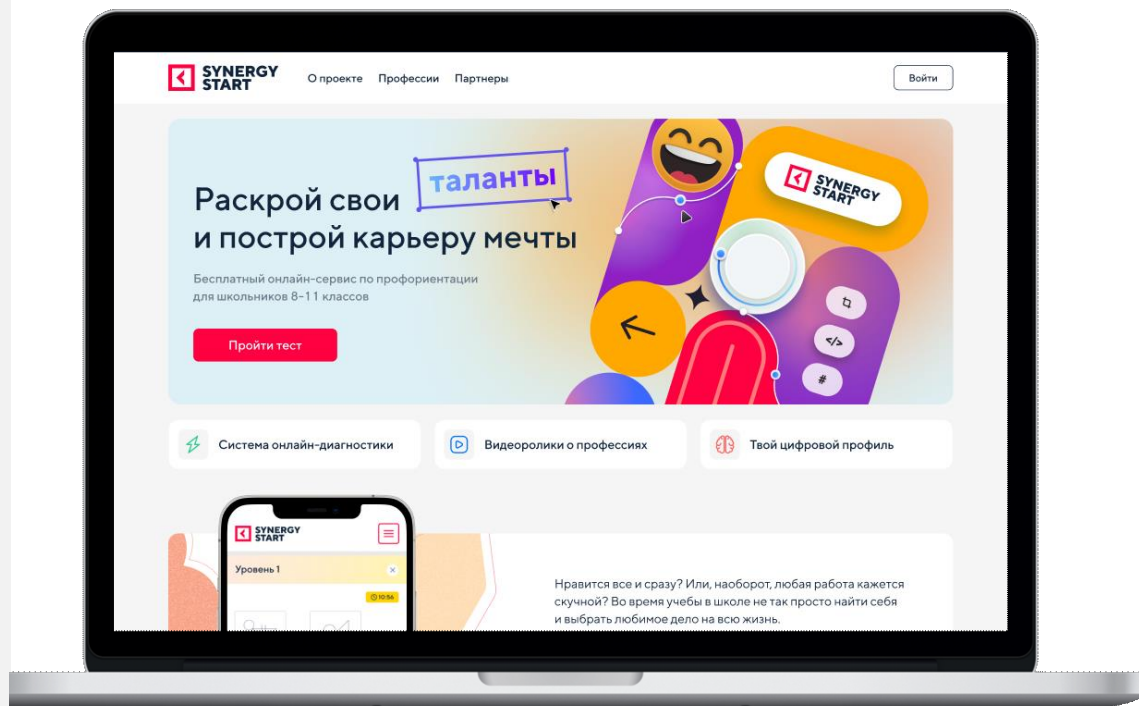 SYNERGY
START
О проекте Профессии Партнеры
Войти
Раскрой свои таланты
и построй карьеру мечты
Бесплатный онлайн-сервис по профориентации
для школьников 8-11 классов
Пройти тест
SYNERGY
START
</>
#
Система онлайн-диагностики
Видеоролики о профессиях
Твой цифровой профиль
SYNERGY
START
Уровень 1
10:56
Нравится все и сразу? Или, наоборот, любая работа кажется
скучной? Во время учебы в школе не так просто найти себя
и выбрать любимое дело на всю жизнь.